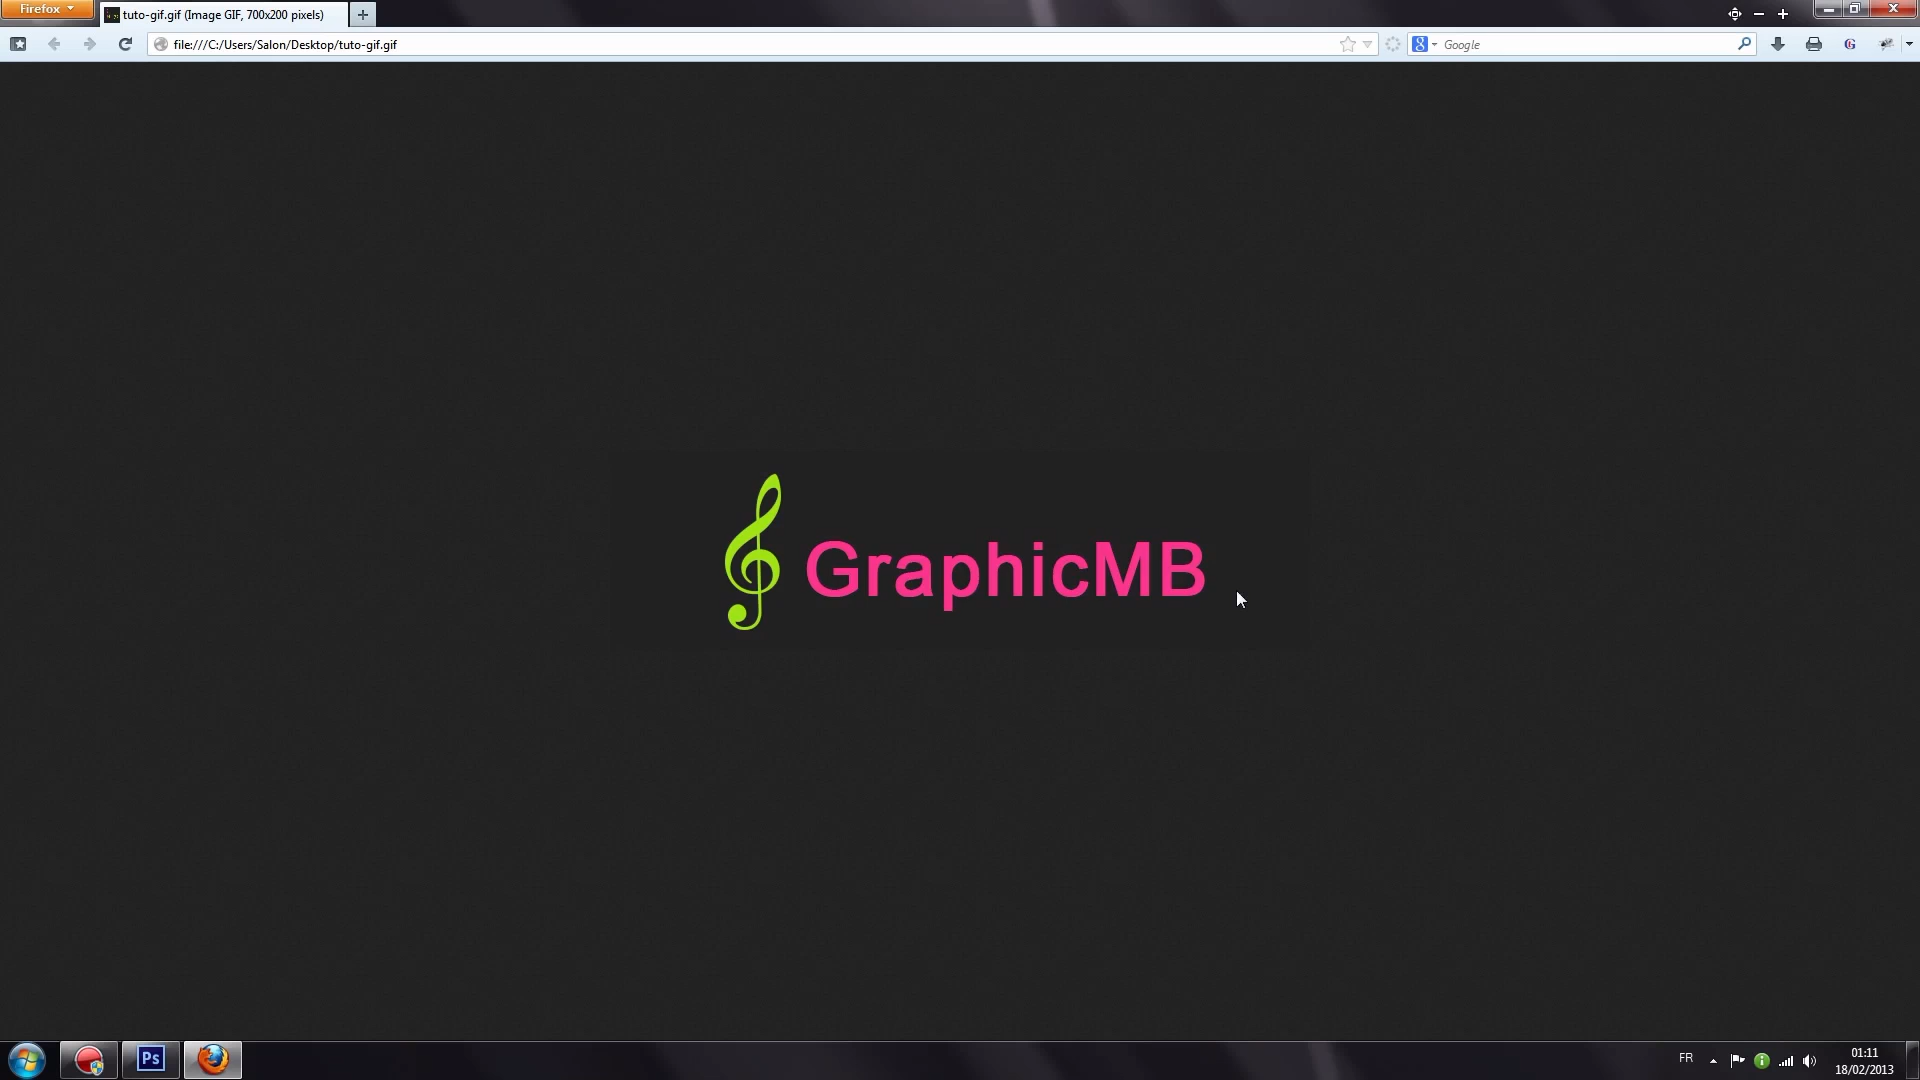 Firefox
tuto-gif.gif (Image GIF, 700x200 pixels)
file:///C:/Users/Salon/Desktop/tuto-gif.gif
Google
GraphicMB
Ps
FR
01:11
18/02/2013